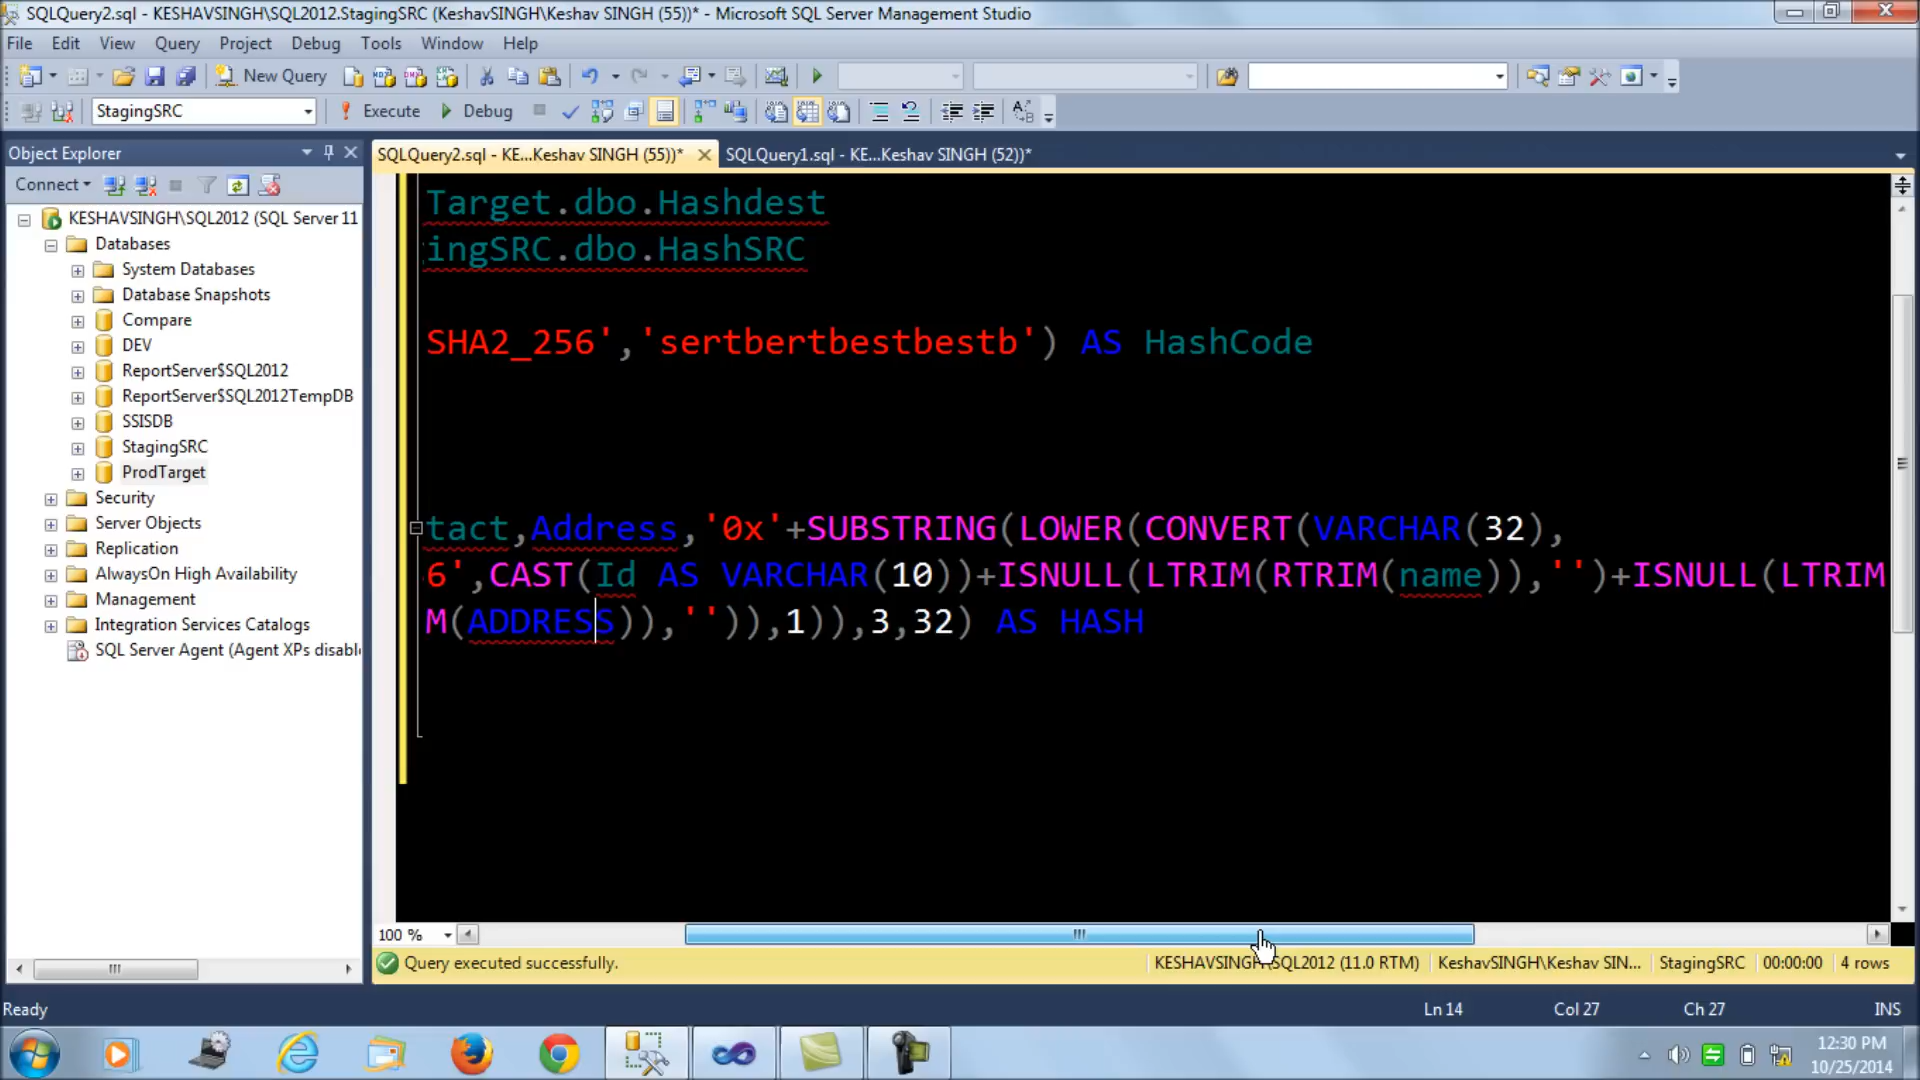 SQLQuery2.sql - KESHAVSINGH\SQL2012.StagingSRC (KeshavSINGH\Keshav SINGH (55))* - Microsoft SQL Server Management Studio
File Edit View Query Project Debug Tools Window Help
New Query
StagingSRC Execute Debug
Object Explorer
SQLQuery2.sql - KE...Keshav SINGH (55))* SQLQuery1.sql - KE...Keshav SINGH (52))*
Connect
KESHAVSINGH\SQL2012 (SQL Server 11
Databases
System Databases
Database Snapshots
Compare
DEV
ReportServer$SQL2012
ReportServer$SQL2012TempDB
SSISDB
StagingSRC
ProdTarget
Security
Server Objects
Replication
AlwaysOn High Availability
Management
Integration Services Catalogs
SQL Server Agent (Agent XPs disabl
Target.dbo.Hashdest
ingSRC.dbo.HashSRC
SHA2_256','sertbertbestbestb') AS HashCode
tact,Address,'0x'+SUBSTRING(LOWER(CONVERT(VARCHAR(32),
6',CAST(Id AS VARCHAR(10))+ISNULL(LTRIM(RTRIM(name)),'')+ISNULL(LTRIM
M(ADDRESS)),'')),1)),3,32) AS HASH
100 %
Query executed successfully. KESHAVSINGH\SQL2012 (11.0 RTM) KeshavSINGH\Keshav SIN... StagingSRC 00:00:00 4 rows
Ready Ln 14 Col 27 Ch 27 INS
12:30 PM
10/25/2014